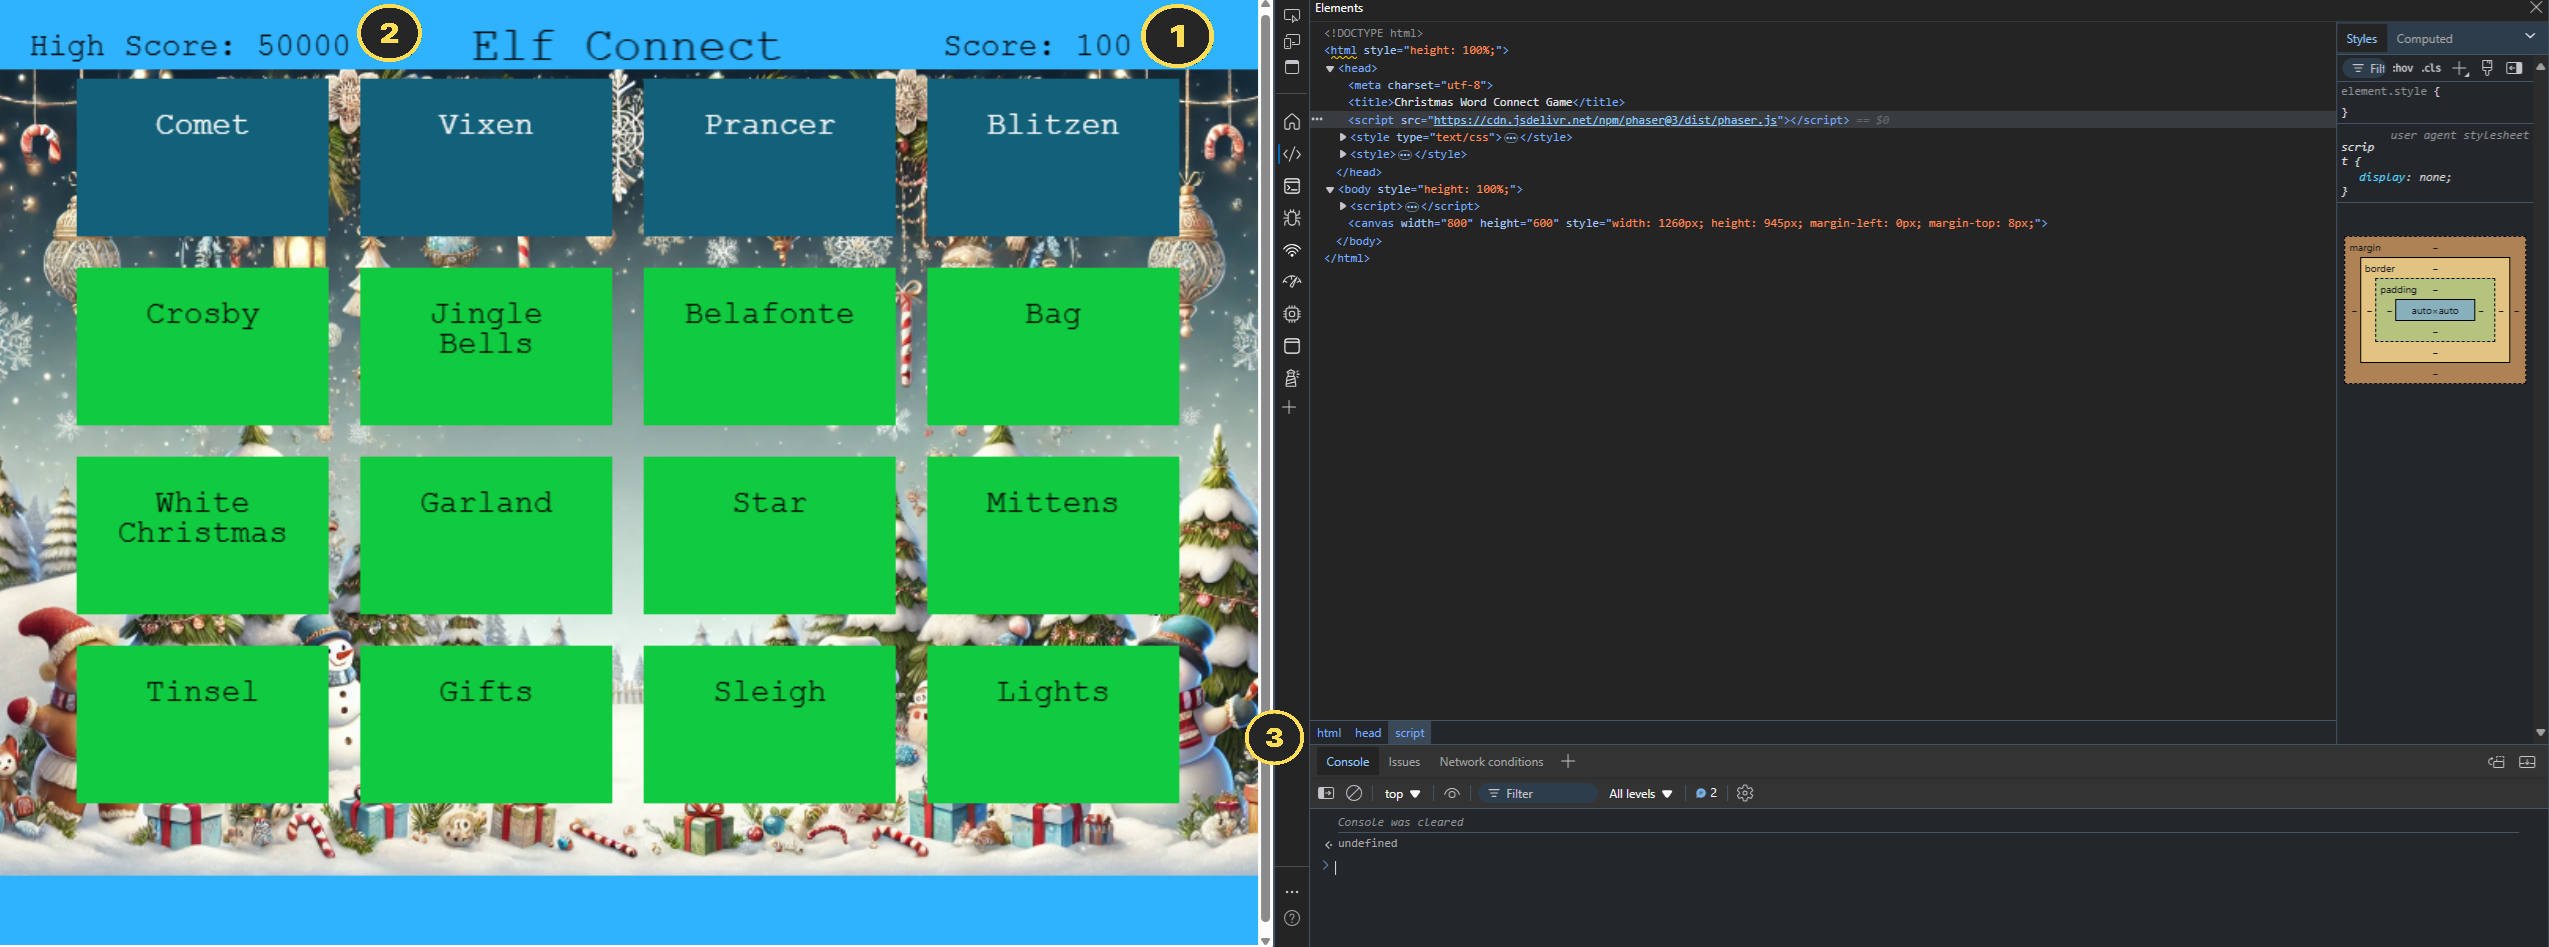 High Score: 50000
2
Elf Connect
Score: 100
1
Comet
Vixen
Prancer
Blitzen
Crosby
Jingle
Bells
Belafonte
Bag
White
Christmas
Garland
Star
Mittens
Tinsel
Gifts
Sleigh
Lights
3
Elements
<!DOCTYPE html>
<html style="height: 100%;">
<head>
<meta charset="utf-8">
<title>Christmas Word Connect Game</title>
<script src="https://cdn.jsdelivr.net/npm/phaser@3/dist/phaser.js"></script> == $0
<style type="text/css">…</style>
<style>…</style>
</head>
<body style="height: 100%;">
<script>…</script>
<canvas width="800" height="600" style="width: 1260px; height: 945px; margin-left: 0px; margin-top: 8px;">
</body>
</html>
html head script
Styles Computed
Filt :hov .cls
element.style {
}
user agent stylesheet
scrip
t {
display: none;
}
margin
–
border
–
padding
–
– – – auto×auto – – –
–
–
–
Console Issues Network conditions
top Filter All levels 2
Console was cleared
undefined
>